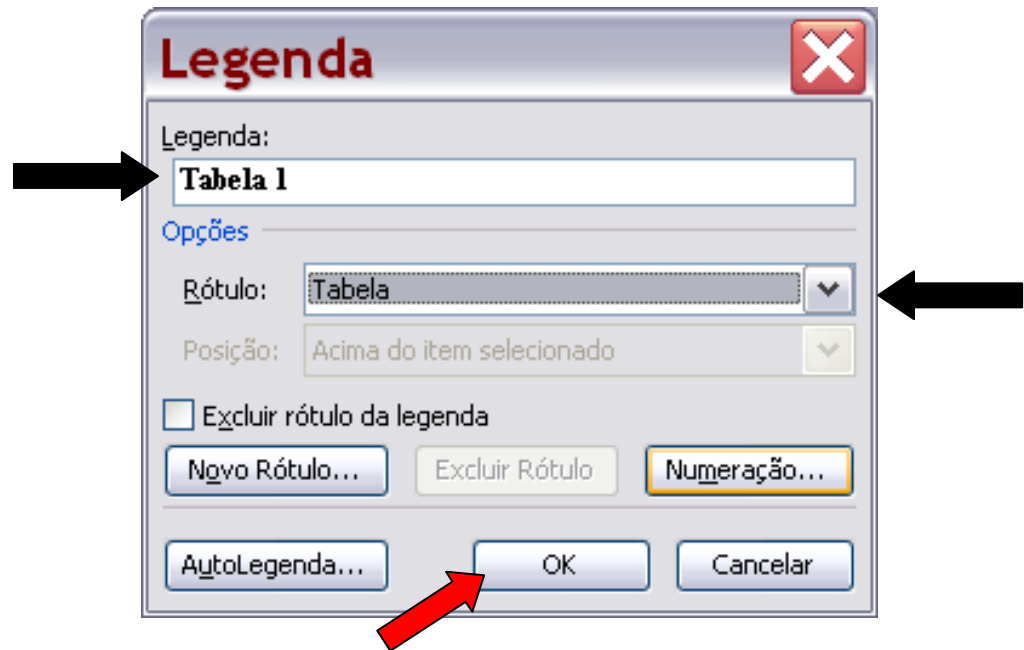 Legenda
Legenda:
Tabela 1
Opções
Rótulo: Tabela
Posição: Acima do item selecionado
Excluir rótulo da legenda
Novo Rótulo... Excluir Rótulo Numeração...
AutoLegenda... OK Cancelar